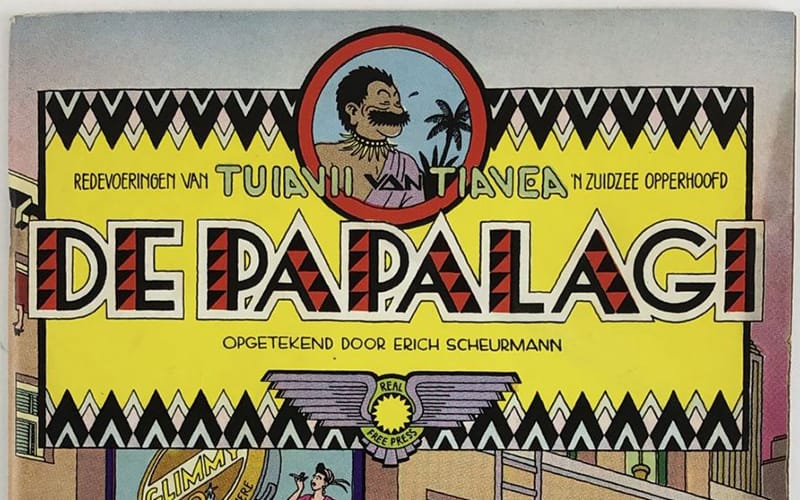 REDEVOERINGEN VAN TUIAVII VAN TIAVEA 'N ZUIDZEE OPPERHOOFD
DE PAPALAGI
OPGETEKEND DOOR ERICH SCHEURMANN
REAL
FREE PRESS
GLIMMY